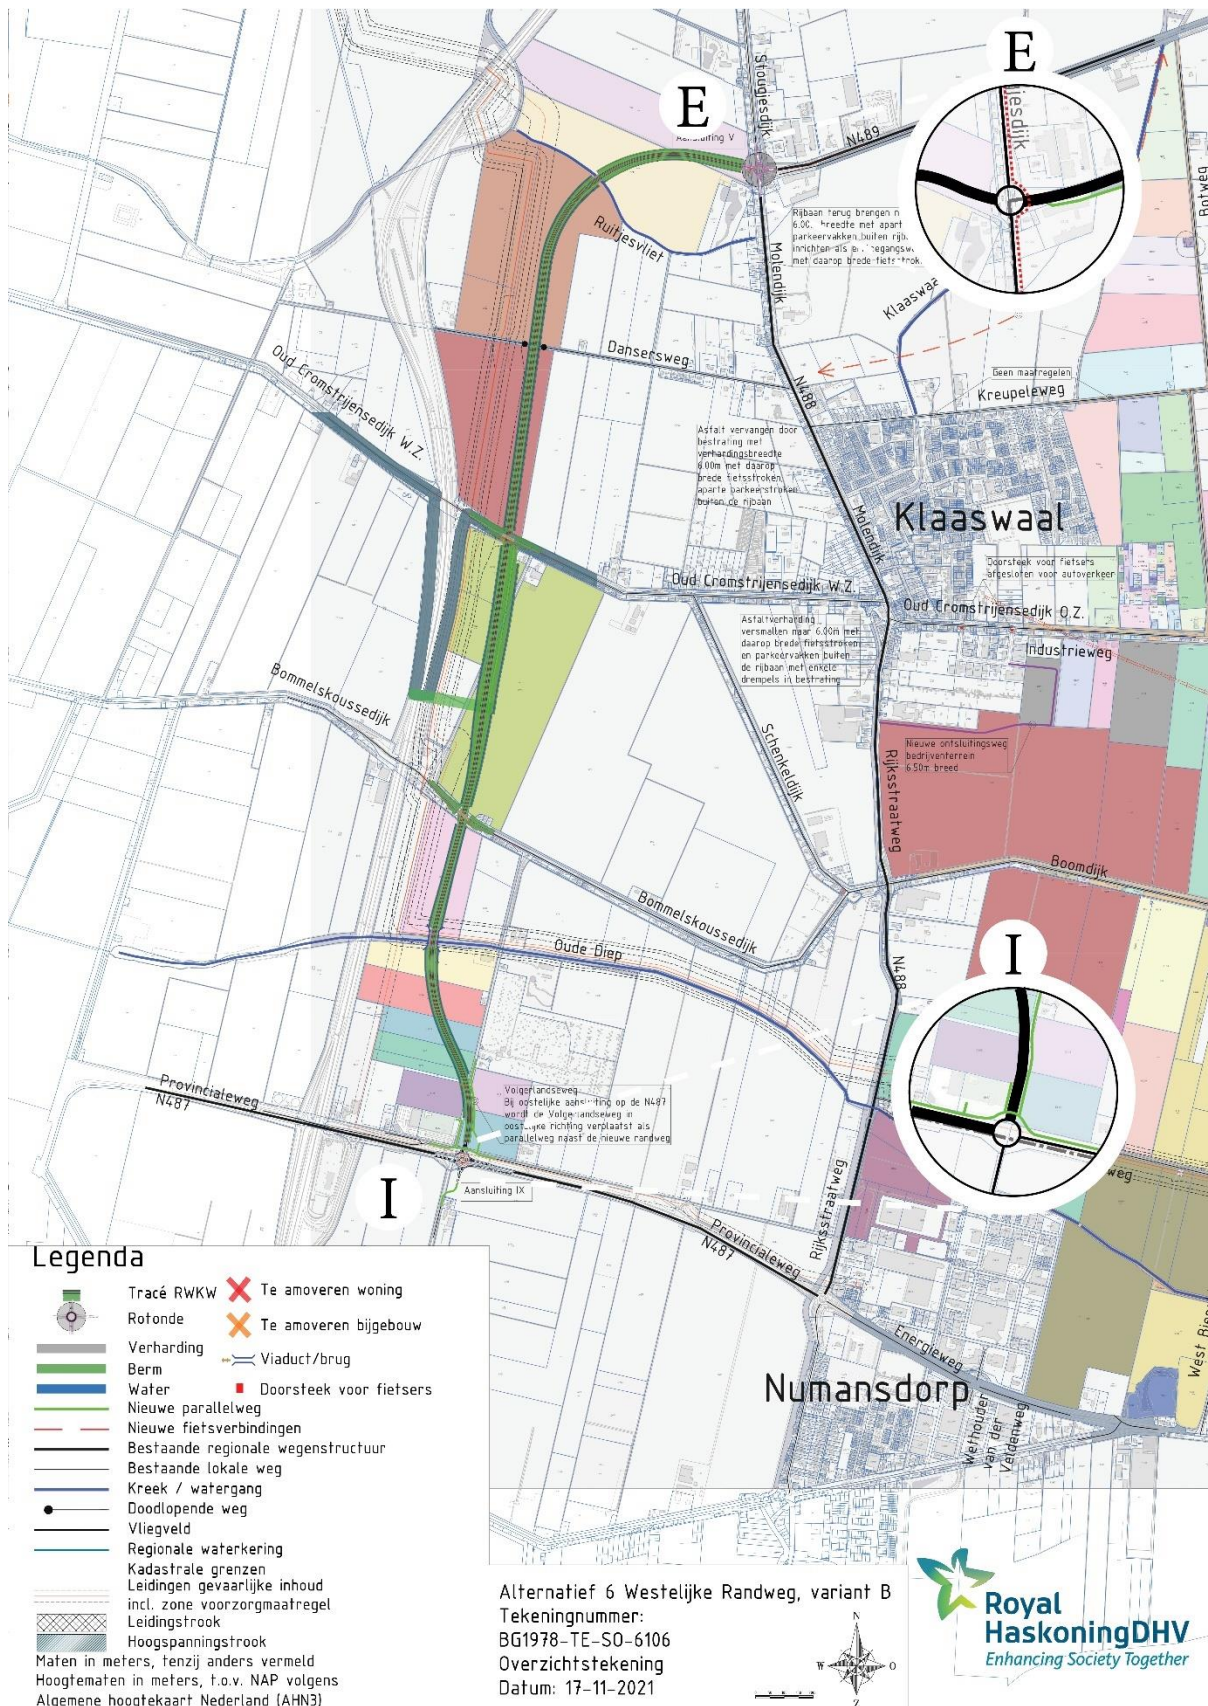 E
E
Stougjesdijk
jesdijk
N489
Aansluiting V
Rotweg
Rijbaan terug brengen n
6.00. breedte met apart
parkeervakken buiten rijb.
inrichten als
met daarop brede fietsstrok.
Ruitjesvliet
Molendijk
Klaaswaa
Dansersweg
Oud Cromstrijensedijk W.Z.
N488
Geen maatregelen
Kreupeleweg
Asfalt vervangen door
bestrating met
verhardingsbreedte
6.00m met daarop
brede fietsstroken,
aparte parkeerstroken
buiten de rijbaan
Klaaswaal
Molendijk
Doorsteek voor fietsers
afgesloten voor autoverkeer
Oud Cromstrijensedijk W.Z.
Oud Cromstrijensedijk O.Z.
Asfaltverharding
versmallen naar 6.00m met
daarop brede fietsstroken
en parkeervakken buiten
de rijbaan met enkele
drempels in bestrating
Industrieweg
Bommelskoussedijk
Schenkeldijk
Rijksstraatweg
Nieuwe ontsluitingsweg
bedrijventerrein
6.50m breed
Boomdijk
Bommelskoussedijk
Oude Diep
N488
I
Provincialeweg
N487
Volgerlandseweg
Bij oostelijke aansluiting op de N487
wordt de Volgerlandseweg in
oostelijke richting verplaatst als
parallelweg naast de nieuwe randweg
weg
I
Aansluiting IX
Rijksstraatweg
Provincialeweg
N487
Energieweg
Numansdorp
Wethouder
van der
Veldenweg
West
Legenda
Tracé RWKW
Te amoveren woning
Rotonde
Te amoveren bijgebouw
Verharding
Viaduct/brug
Berm
Water
Doorsteek voor fietsers
Nieuwe parallelweg
Nieuwe fietsverbindingen
Bestaande regionale wegenstructuur
Bestaande lokale weg
Kreek / watergang
Doodlopende weg
Vliegveld
Regionale waterkering
Kadastrale grenzen
Leidingen gevaarlijke inhoud
incl. zone voorzorgmaatregel
Leidingstrook
Hoogspanningstrook
Maten in meters, tenzij anders vermeld
Hoogtematen in meters, t.o.v. NAP volgens
Algemene hoogtekaart Nederland (AHN3)
Alternatief 6 Westelijke Randweg, variant B
Tekeningnummer:
BG1978-TE-SO-6106
Overzichtstekening
Datum: 17-11-2021
N
W
O
Z
Royal
HaskoningDHV
Enhancing Society Together